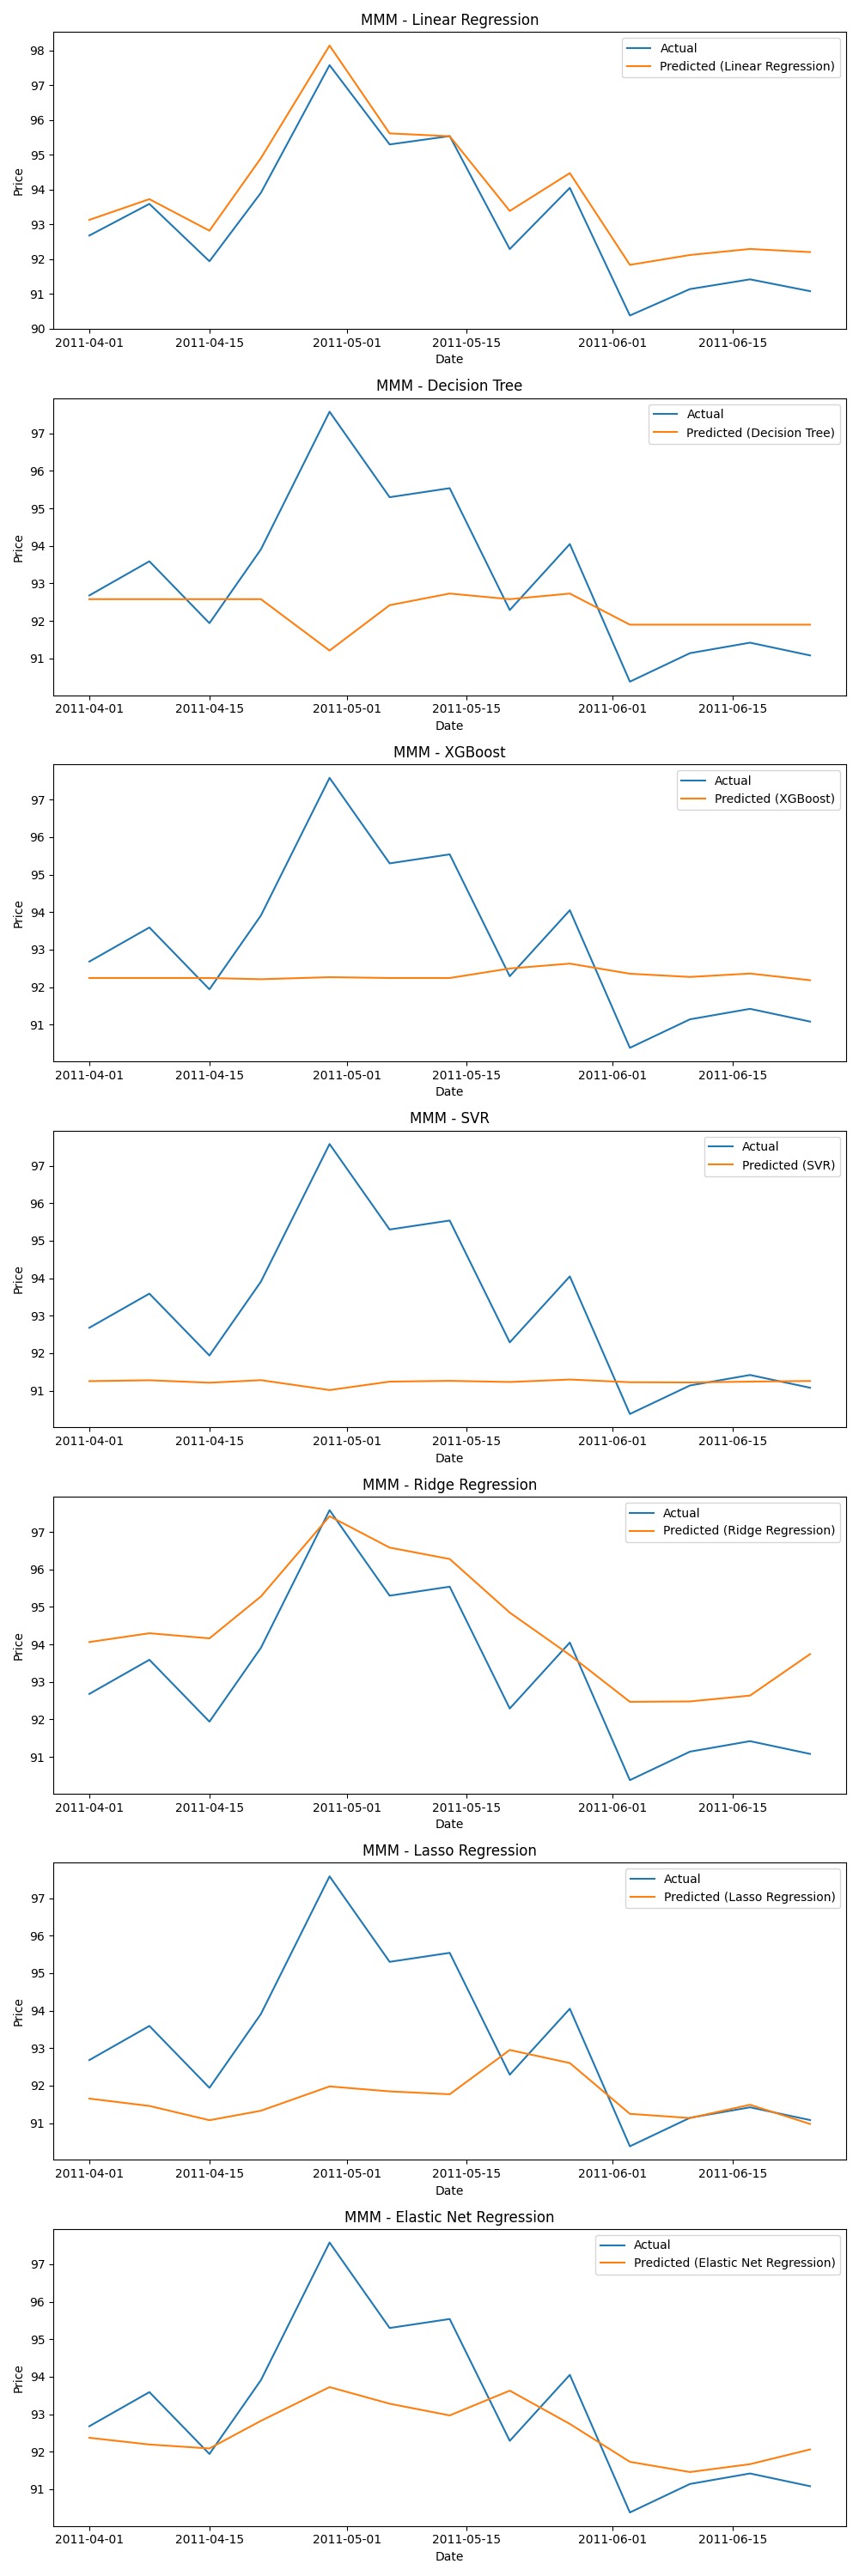 MMM - Linear Regression
Actual
Predicted (Linear Regression)
98
97
96
95
94
93
92
91
90
Price
2011-04-01 2011-04-15 2011-05-01 2011-05-15 2011-06-01 2011-06-15
Date
MMM - Decision Tree
Actual
Predicted (Decision Tree)
97
96
95
94
93
92
91
Price
2011-04-01 2011-04-15 2011-05-01 2011-05-15 2011-06-01 2011-06-15
Date
MMM - XGBoost
Actual
Predicted (XGBoost)
97
96
95
94
93
92
91
Price
2011-04-01 2011-04-15 2011-05-01 2011-05-15 2011-06-01 2011-06-15
Date
MMM - SVR
Actual
Predicted (SVR)
97
96
95
94
93
92
91
Price
2011-04-01 2011-04-15 2011-05-01 2011-05-15 2011-06-01 2011-06-15
Date
MMM - Ridge Regression
Actual
Predicted (Ridge Regression)
97
96
95
94
93
92
91
Price
2011-04-01 2011-04-15 2011-05-01 2011-05-15 2011-06-01 2011-06-15
Date
MMM - Lasso Regression
Actual
Predicted (Lasso Regression)
97
96
95
94
93
92
91
Price
2011-04-01 2011-04-15 2011-05-01 2011-05-15 2011-06-01 2011-06-15
Date
MMM - Elastic Net Regression
Actual
Predicted (Elastic Net Regression)
97
96
95
94
93
92
91
Price
2011-04-01 2011-04-15 2011-05-01 2011-05-15 2011-06-01 2011-06-15
Date